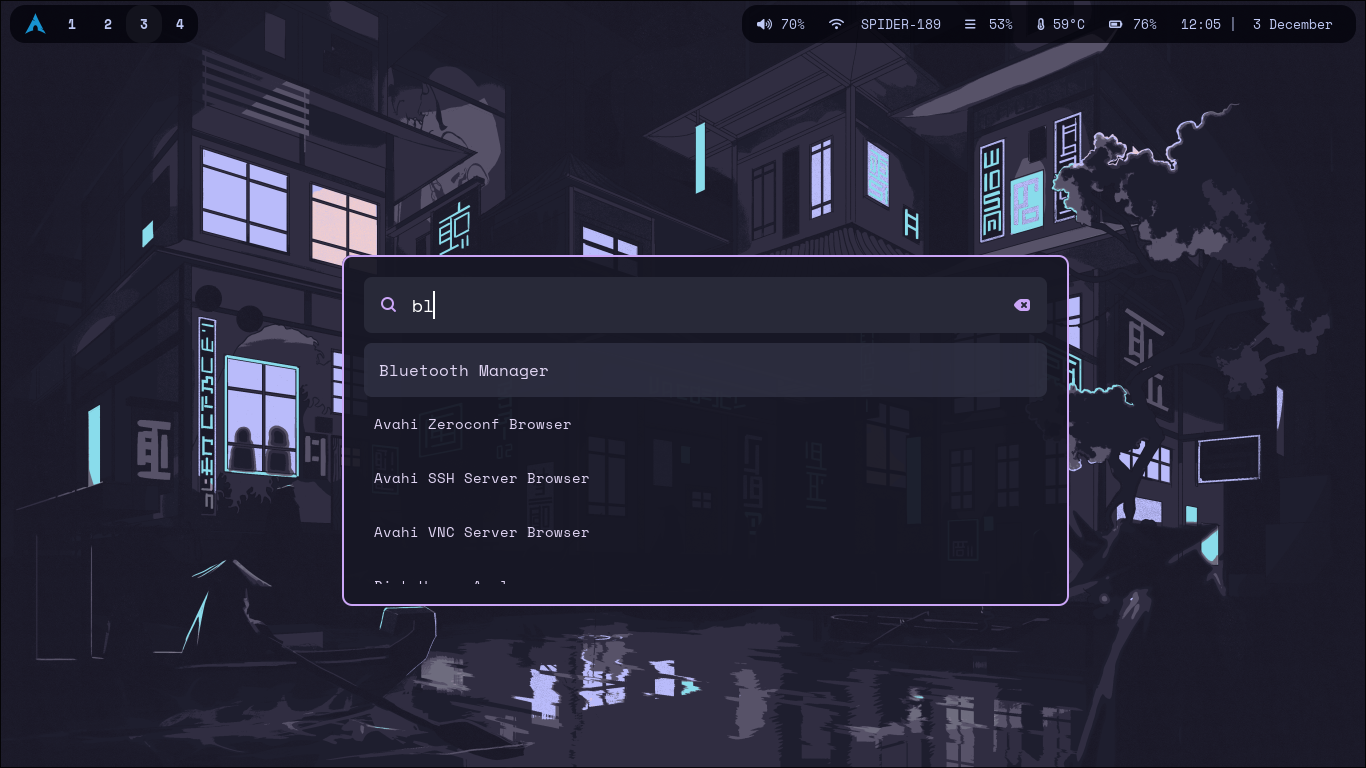 1 2 3 4
70% SPIDER-189 53% 59°C 76% 12:05 | 3 December
bl
Bluetooth Manager
Avahi Zeroconf Browser
Avahi SSH Server Browser
Avahi VNC Server Browser